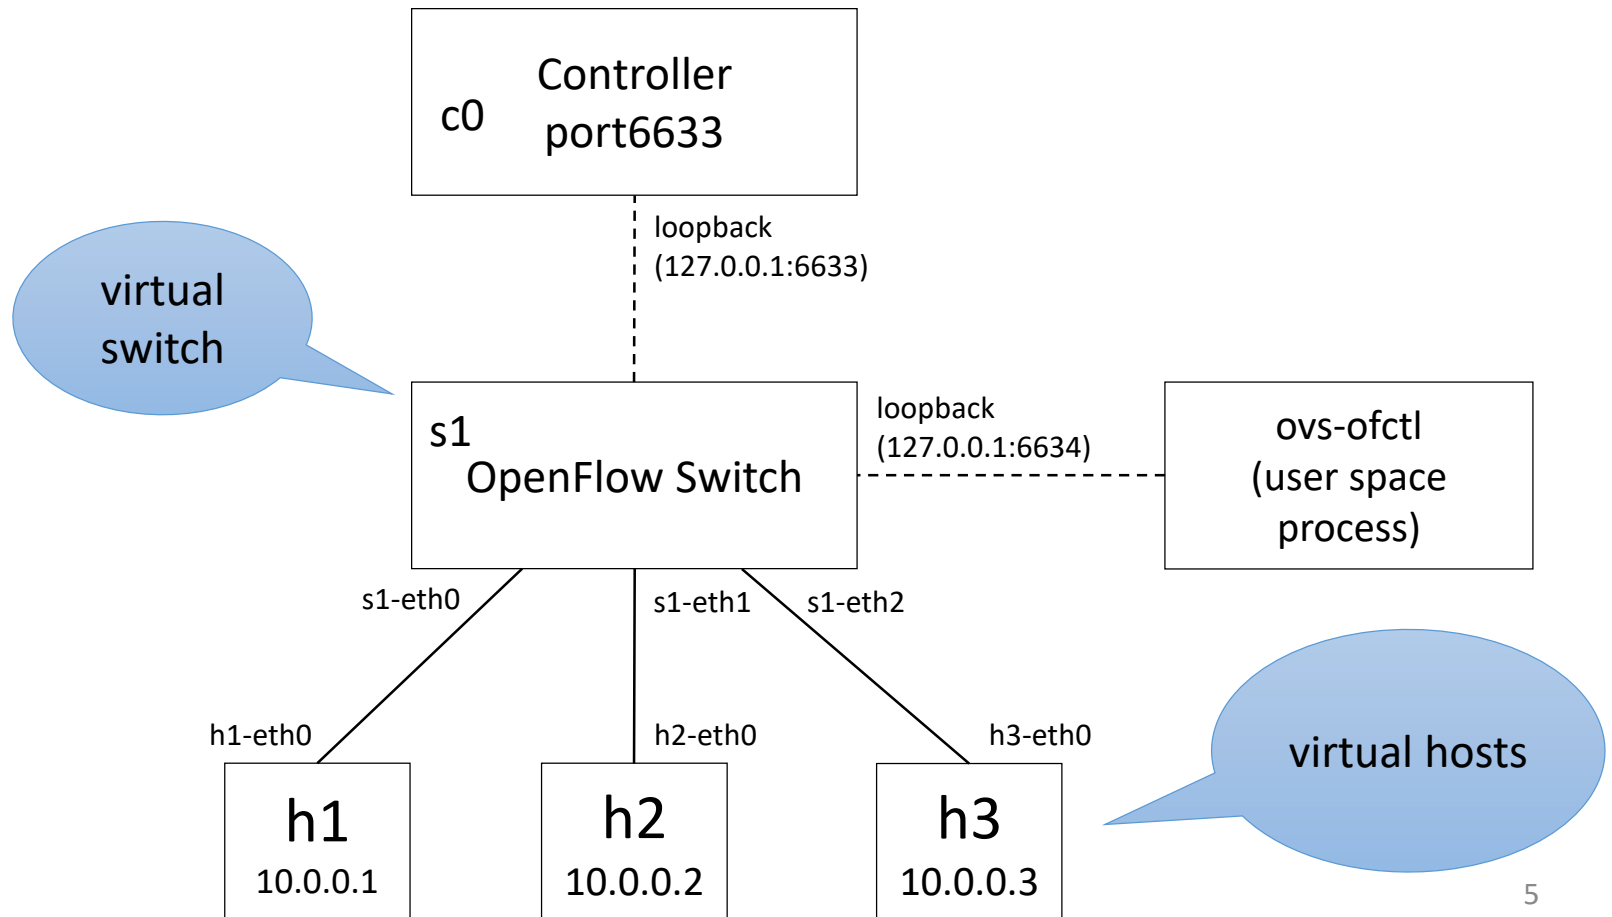 Controller
c0
port6633
loopback
(127.0.0.1:6633)
virtual
switch
s1
OpenFlow Switch
loopback
(127.0.0.1:6634)
ovs-ofctl
(user space
process)
s1-eth0
s1-eth1
s1-eth2
h1-eth0
h2-eth0
h3-eth0
virtual hosts
h1
10.0.0.1
h2
10.0.0.2
h3
10.0.0.3
5